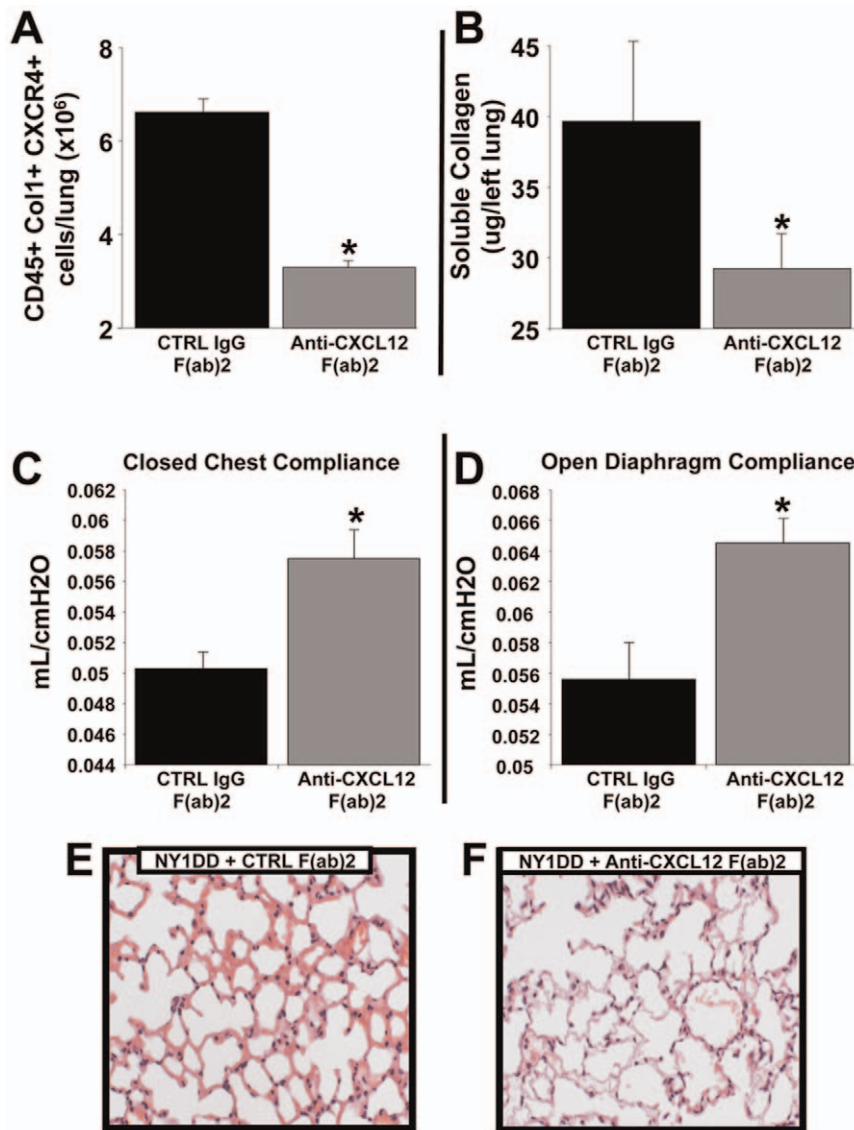 A
CD45+ Col1+ CXCR4+
cells/lung (x10⁶)
8
6
4
2
*
CTRL IgG
F(ab)2
Anti-CXCL12
F(ab)2
B
Soluble Collagen
(ug/left lung)
45
40
35
30
25
*
CTRL IgG
F(ab)2
Anti-CXCL12
F(ab)2
C
Closed Chest Compliance
mL/cmH2O
0.062
0.06
0.058
0.056
0.054
0.052
0.05
0.048
0.046
0.044
*
CTRL IgG
F(ab)2
Anti-CXCL12
F(ab)2
D
Open Diaphragm Compliance
mL/cmH2O
0.068
0.066
0.064
0.062
0.06
0.058
0.056
0.054
0.052
0.05
*
CTRL IgG
F(ab)2
Anti-CXCL12
F(ab)2
E
NY1DD + CTRL F(ab)2
F
NY1DD + Anti-CXCL12 F(ab)2